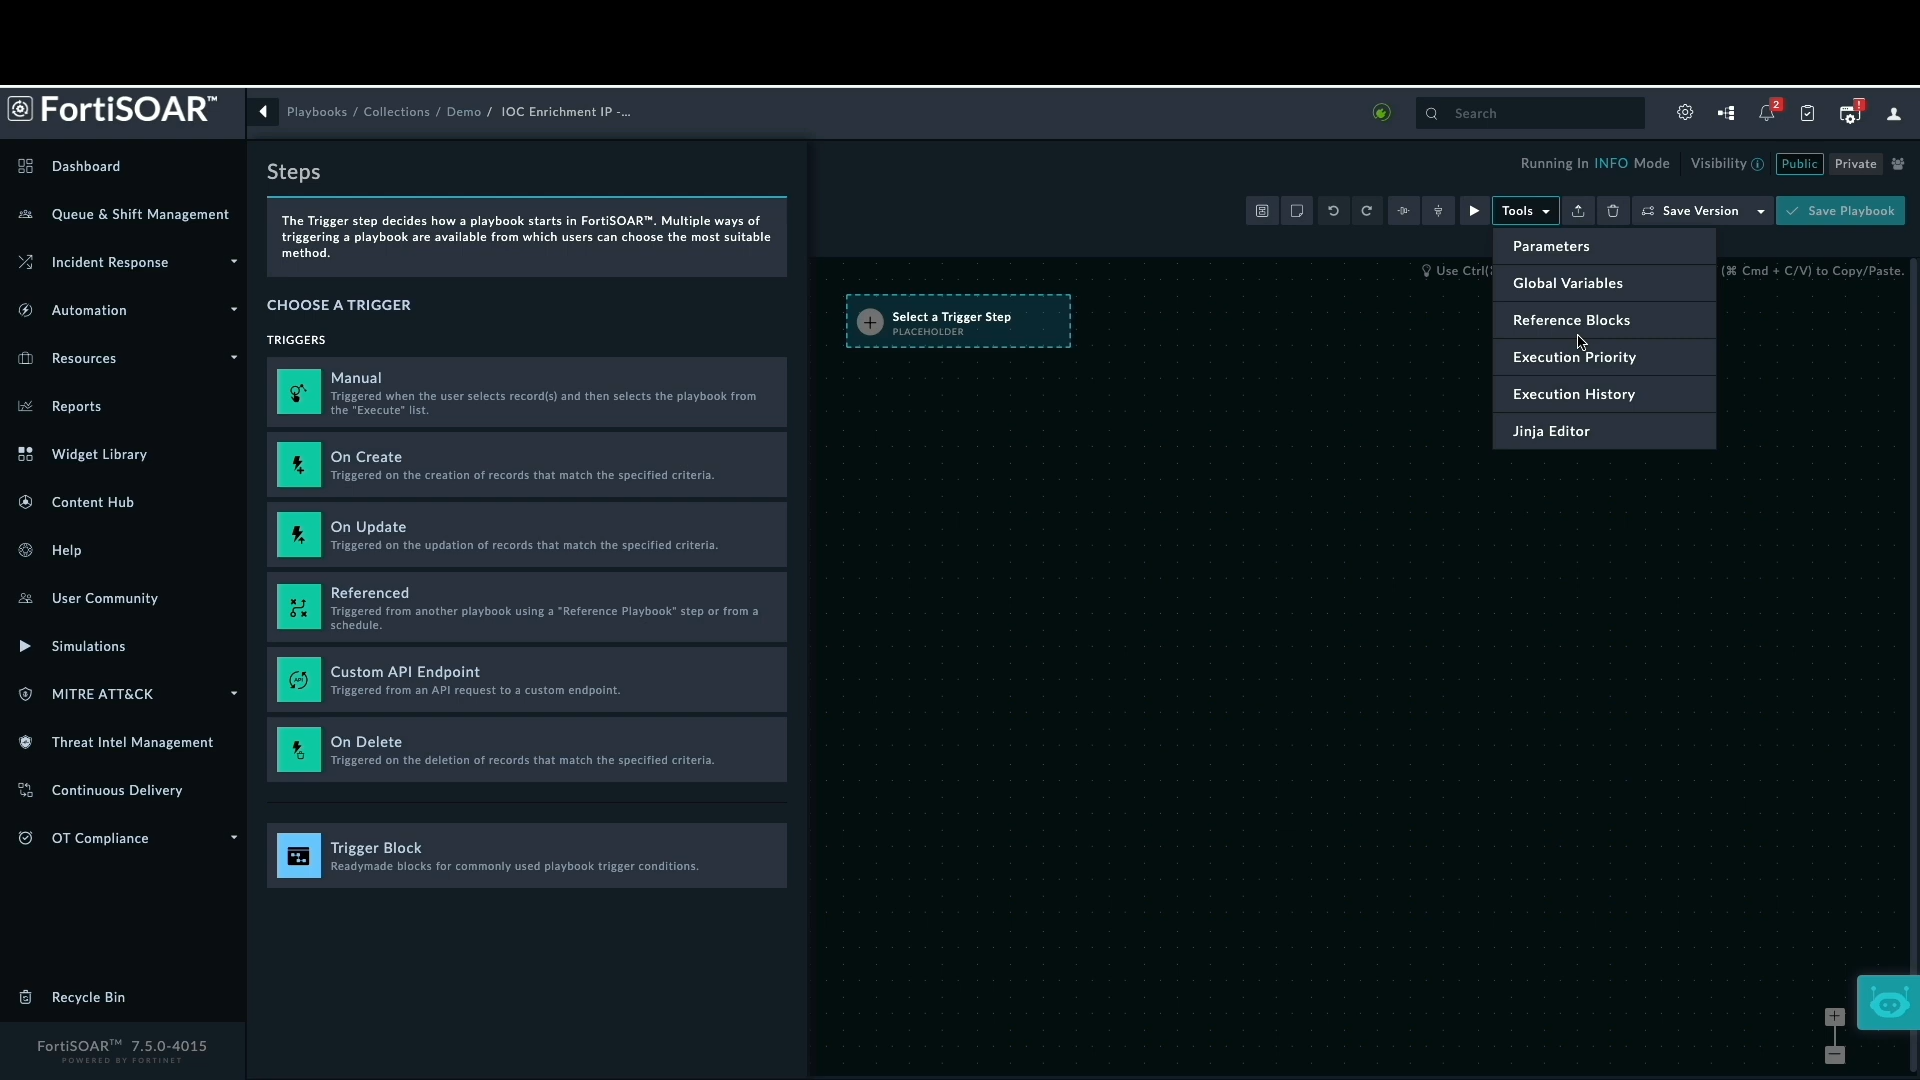 FortiSOAR™
Playbooks / Collections / Demo / IOC Enrichment IP -...
Search
2
!
Dashboard
Queue & Shift Management
Incident Response
Automation
Resources
Reports
Widget Library
Content Hub
Help
User Community
Simulations
MITRE ATT&CK
Threat Intel Management
Continuous Delivery
OT Compliance
Recycle Bin
FortiSOAR™ 7.5.0-4015
POWERED BY FORTINET
Steps
The Trigger step decides how a playbook starts in FortiSOAR™. Multiple ways of
triggering a playbook are available from which users can choose the most suitable
method.
CHOOSE A TRIGGER
TRIGGERS
Manual
Triggered when the user selects record(s) and then selects the playbook from
the "Execute" list.
On Create
Triggered on the creation of records that match the specified criteria.
On Update
Triggered on the updation of records that match the specified criteria.
Referenced
Triggered from another playbook using a "Reference Playbook" step or from a
schedule.
API
Custom API Endpoint
Triggered from an API request to a custom endpoint.
On Delete
Triggered on the deletion of records that match the specified criteria.
Trigger Block
Readymade blocks for commonly used playbook trigger conditions.
Running In INFO Mode
Visibility
Public
Private
Tools
Save Version
Save Playbook
Use Ctrl(⌘ Cmd + C/V) to Copy/Paste.
Select a Trigger Step
PLACEHOLDER
Parameters
Global Variables
Reference Blocks
Execution Priority
Execution History
Jinja Editor